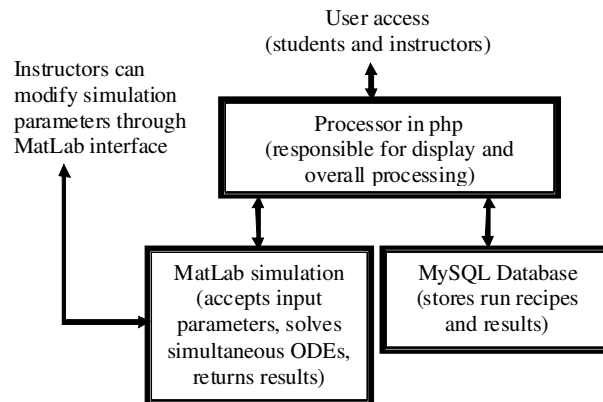 User access
(students and instructors)
Instructors can
modify simulation
parameters through
MatLab interface
Processor in php
(responsible for display and
overall processing)
MatLab simulation
(accepts input
parameters, solves
simultaneous ODEs,
returns results)
MySQL Database
(stores run recipes
and results)